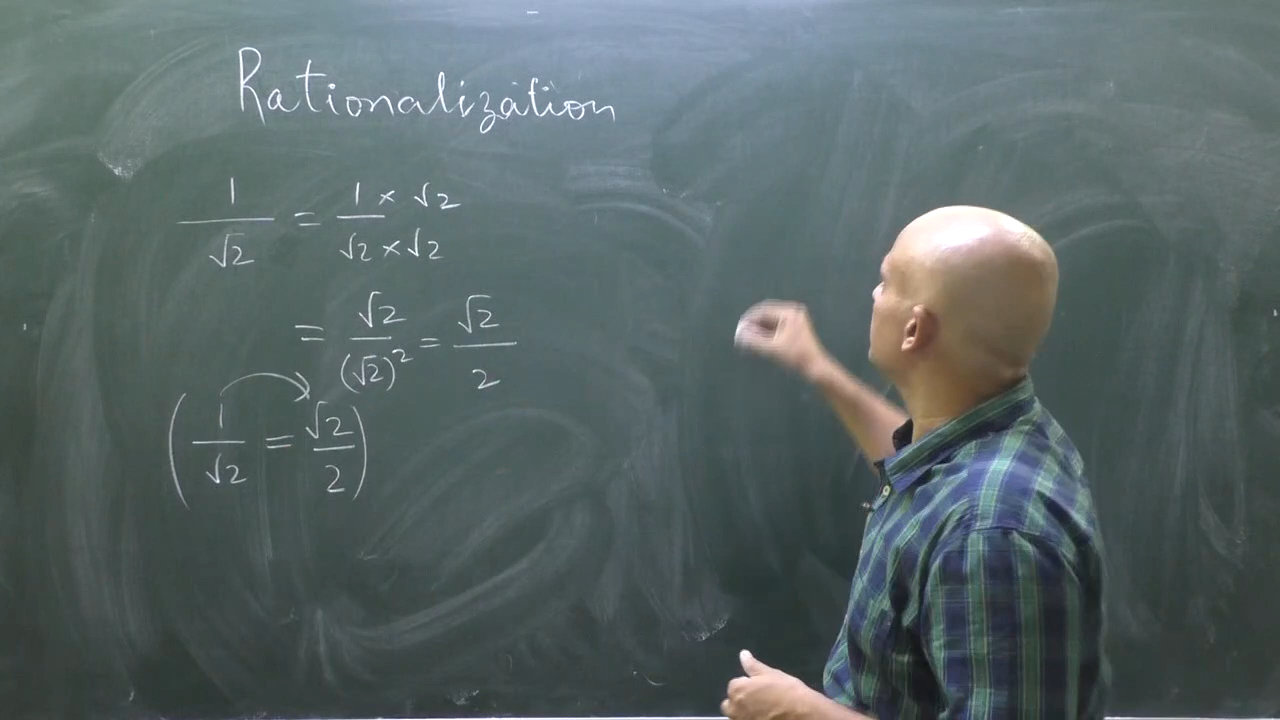 Rationalization
1/√2 = 1 × √2 / √2 × √2
= √2/(√2)² = √2/2
(1/√2 = √2/2)